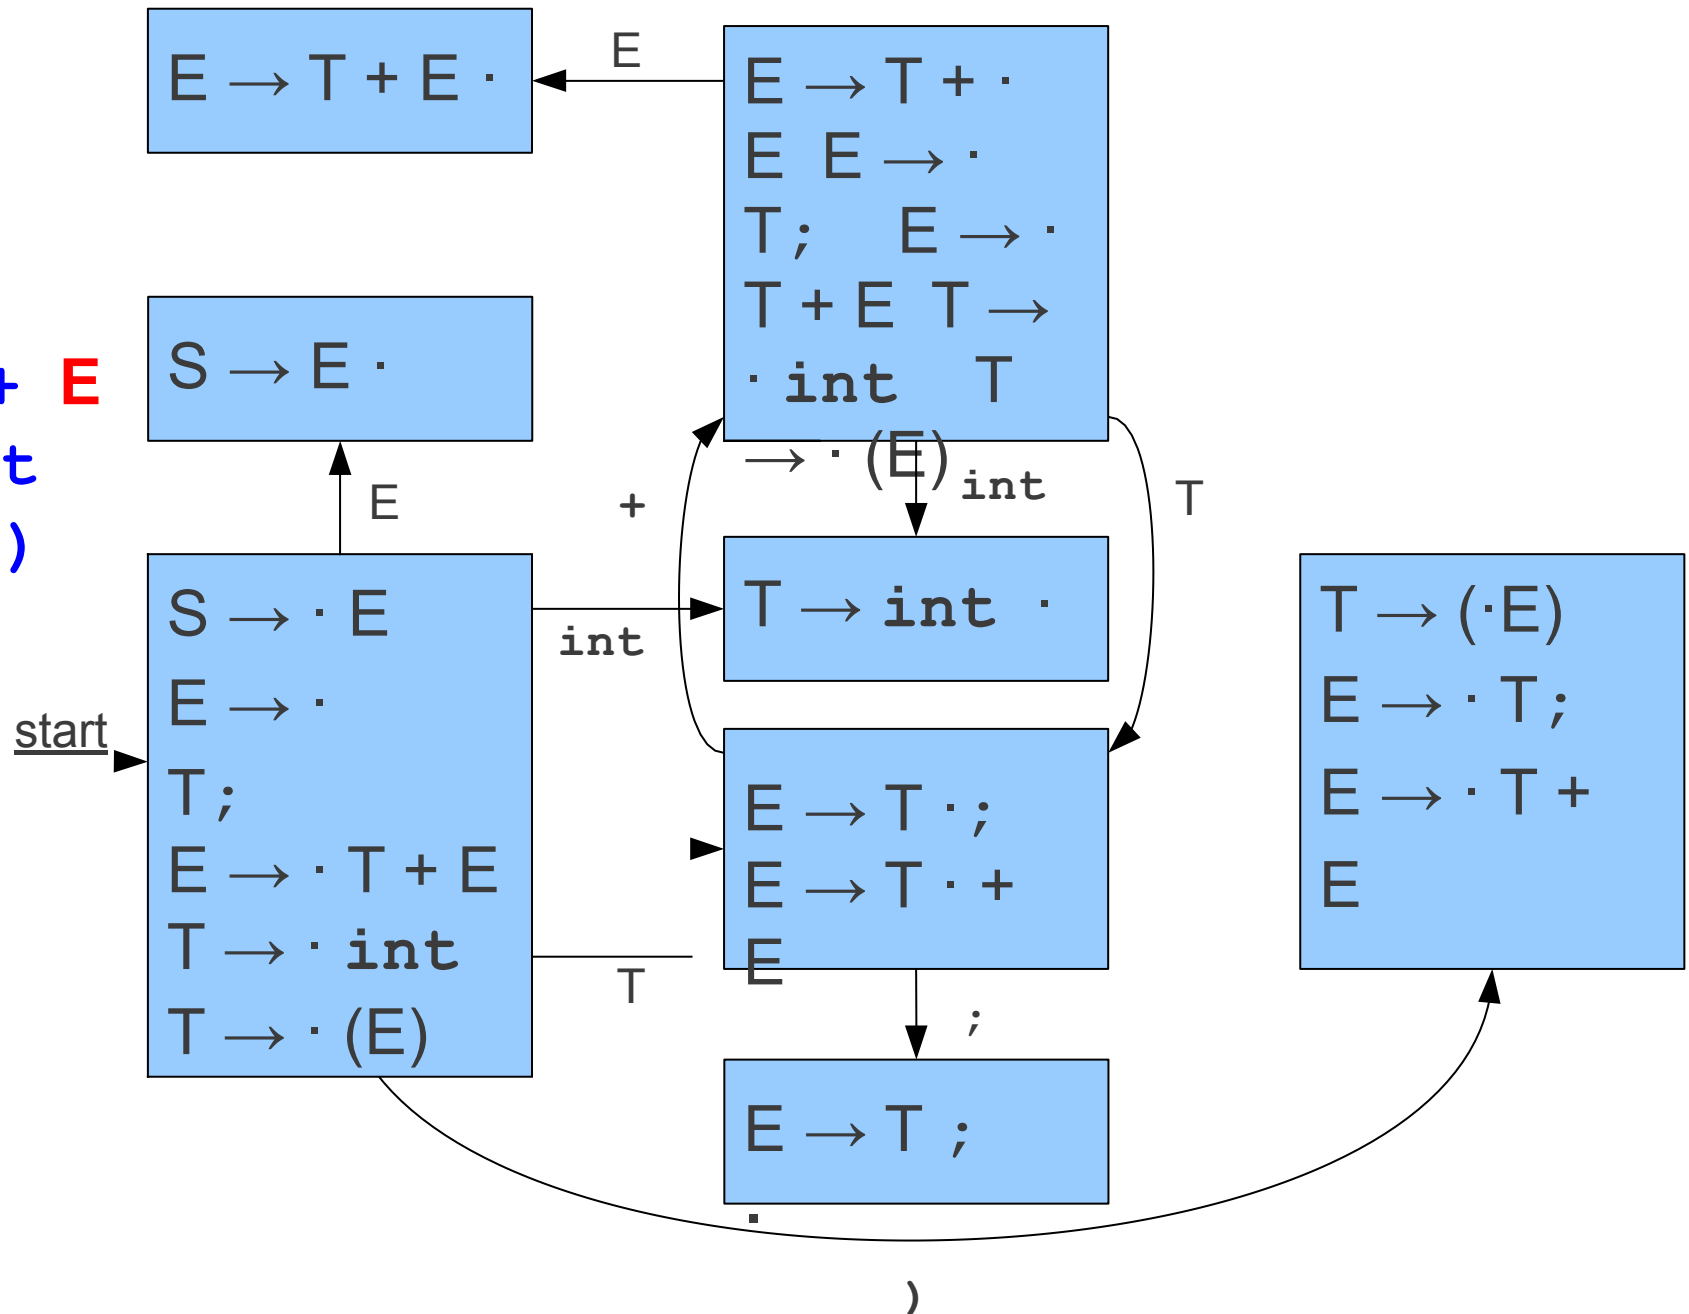 E → T + E ·
E
E → T + ·
E E → ·
T; E → ·
T + E T →
· int T
→ · (E)
int
T
S → E ·
+ E
t
)
E
+
S → · E
E → ·
T;
E → · T + E
T → · int
T → · (E)
start
int
T → int ·
T
E → T ·;
E → T · +
E
;
E → T ;
·
T → (·E)
E → · T;
E → · T +
E
)